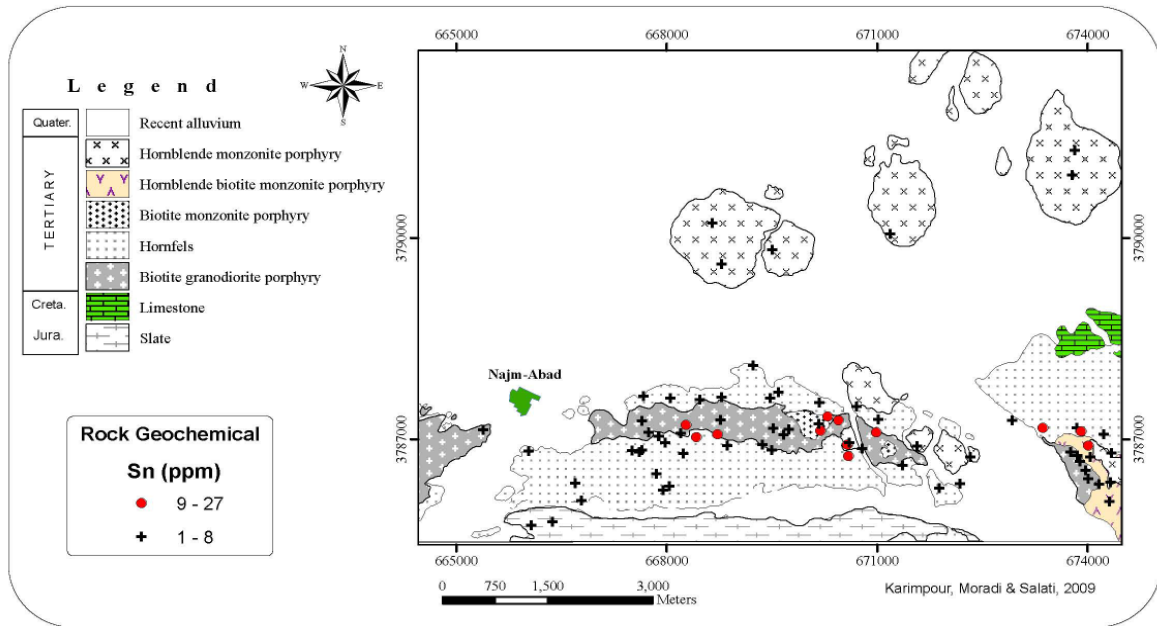 665000 668000 671000 674000
L e g e n d
N
W E
S
Quater.
TERTIARY
Creta.
Jura.
Recent alluvium
Hornblende monzonite porphyry
Hornblende biotite monzonite porphyry
Biotite monzonite porphyry
Hornfels
Biotite granodiorite porphyry
Limestone
Slate
3790000 3790000
Najm-Abad
3787000 3787000
Rock Geochemical
Sn (ppm)
9 - 27
1 - 8
665000 668000 671000 674000
0 750 1,500 3,000
Meters
Karimpour, Moradi & Salati, 2009